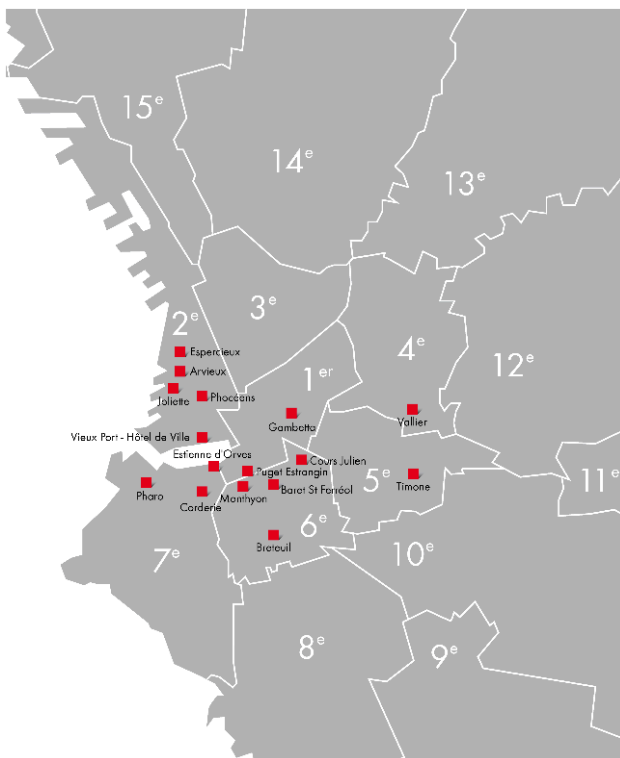 15e
14e
13e
3e
2e
4e
12e
Espercieux
Arvieux
1er
Joliette
Phocéens
Vallier
Gambetta
Vieux Port - Hôtel de Ville
Estienne d'Orves
Cours Julien
Puget Estrangin
5e
Timone
11e
Pharo
Corderie
Manthyon
Baret St Ferréol
6e
Breteuil
7e
10e
8e
9e